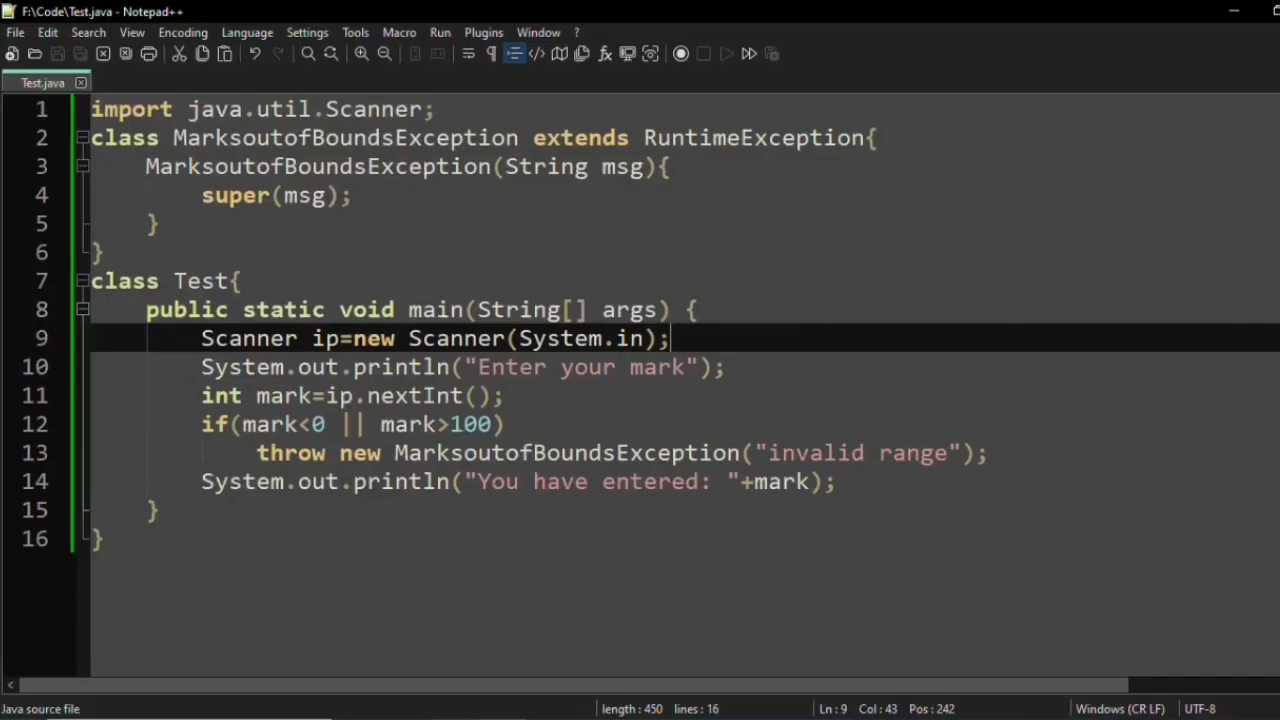 F:\Code\Test.java - Notepad++
File Edit Search View Encoding Language Settings Tools Macro Run Plugins Window ?
Test.java
1 import java.util.Scanner;
2 class MarksoutofBoundsException extends RuntimeException{
3     MarksoutofBoundsException(String msg){
4         super(msg);
5     }
6 }
7 class Test{
8     public static void main(String[] args) {
9         Scanner ip=new Scanner(System.in);
10         System.out.println("Enter your mark");
11         int mark=ip.nextInt();
12         if(mark<0 || mark>100)
13             throw new MarksoutofBoundsException("invalid range");
14         System.out.println("You have entered: "+mark);
15     }
16 }
Java source file length : 450 lines : 16 Ln : 9 Col : 43 Pos : 242 Windows (CR LF) UTF-8